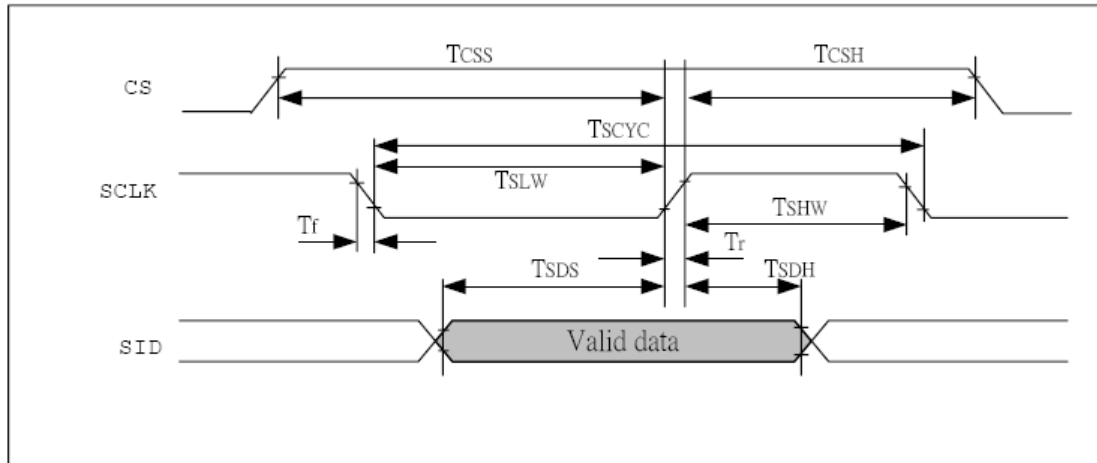 TCSS
TCSH
CS
TSCYC
SCLK
TSLW
TSHW
Tf
Tr
TSDS
TSDH
SID
Valid data